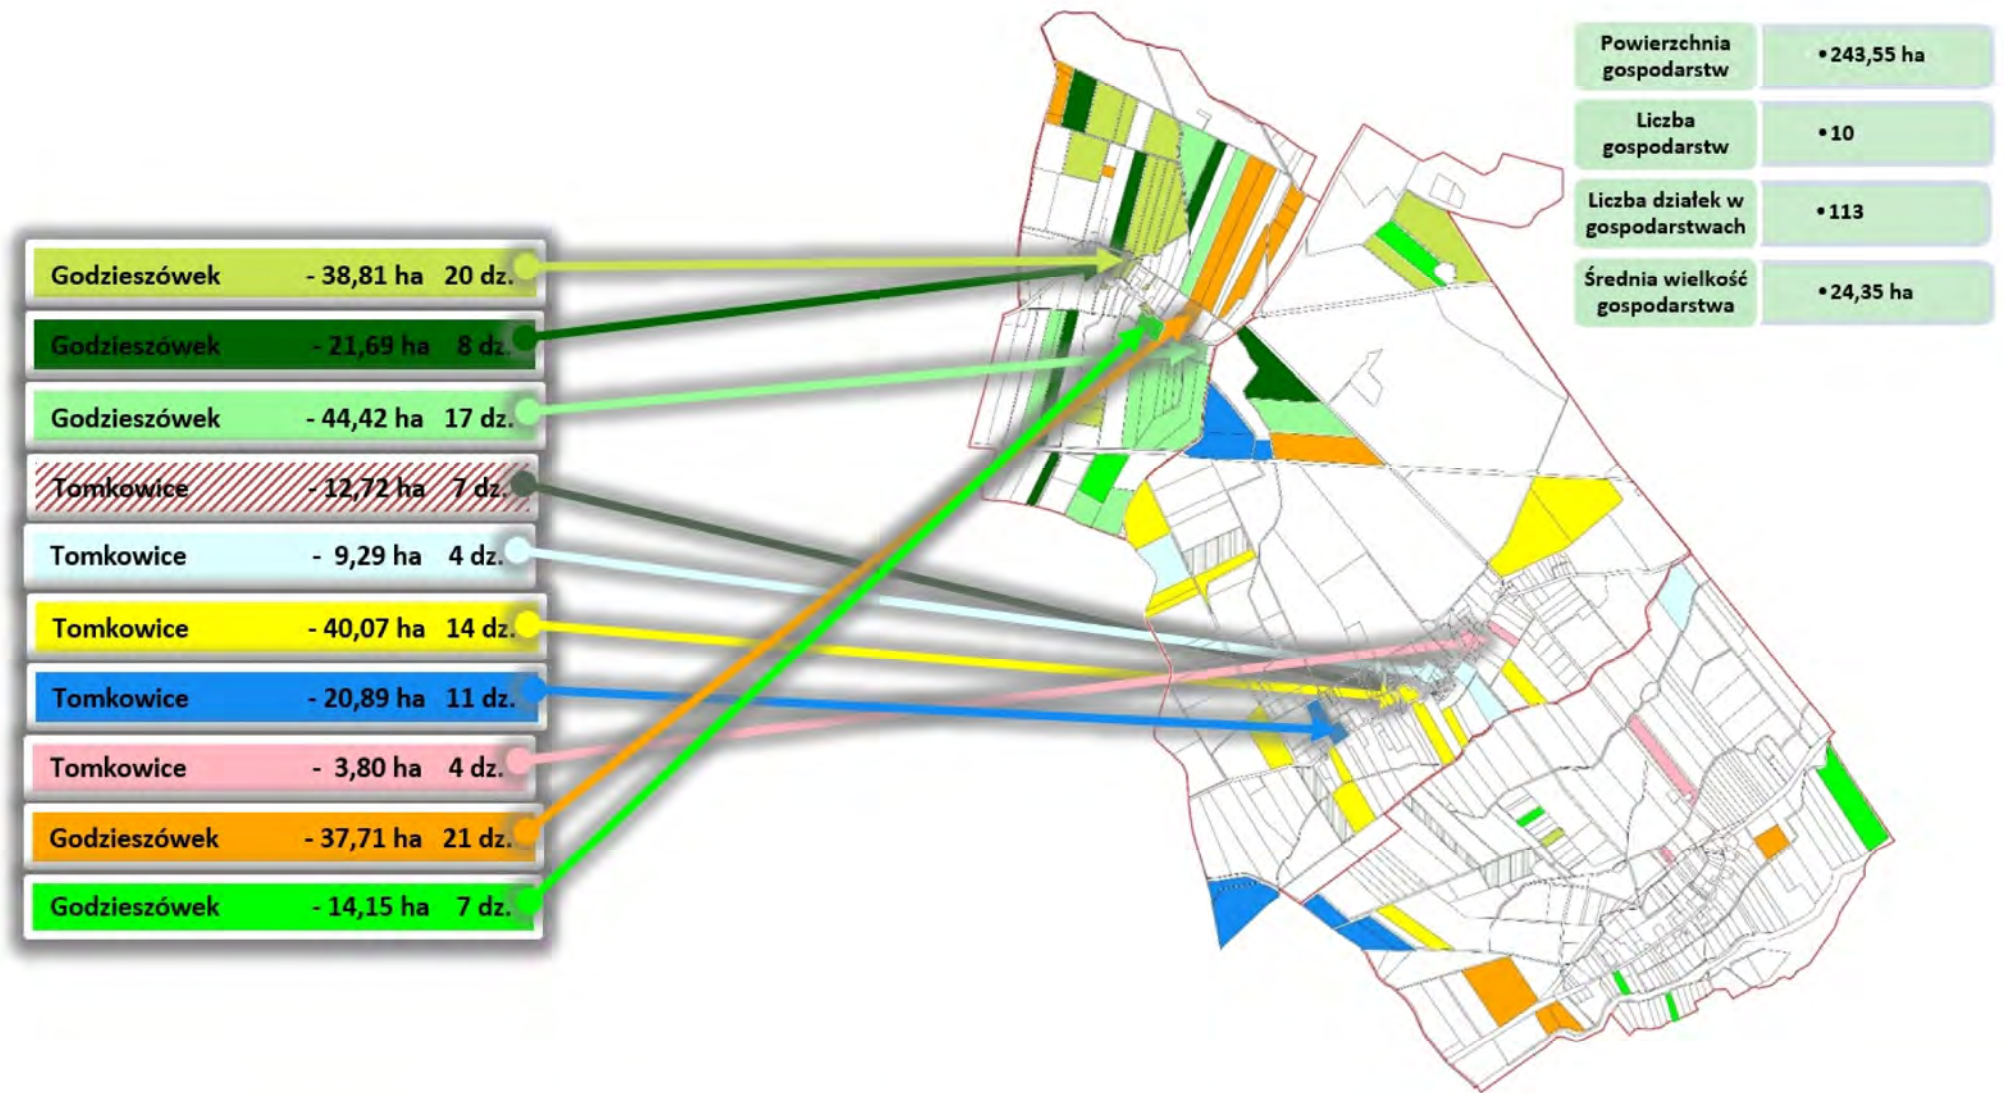 Powierzchnia
gospodarstw
•243,55 ha
Liczba
gospodarstw
•10
Liczba działek w
gospodarstwach
•113
Średnia wielkość
gospodarstwa
•24,35 ha
Godzieszówek - 38,81 ha 20 dz.
Godzieszówek - 21,69 ha 8 dz.
Godzieszówek - 44,42 ha 17 dz.
Tomkowice - 12,72 ha 7 dz.
Tomkowice - 9,29 ha 4 dz.
Tomkowice - 40,07 ha 14 dz.
Tomkowice - 20,89 ha 11 dz.
Tomkowice - 3,80 ha 4 dz.
Godzieszówek - 37,71 ha 21 dz.
Godzieszówek - 14,15 ha 7 dz.